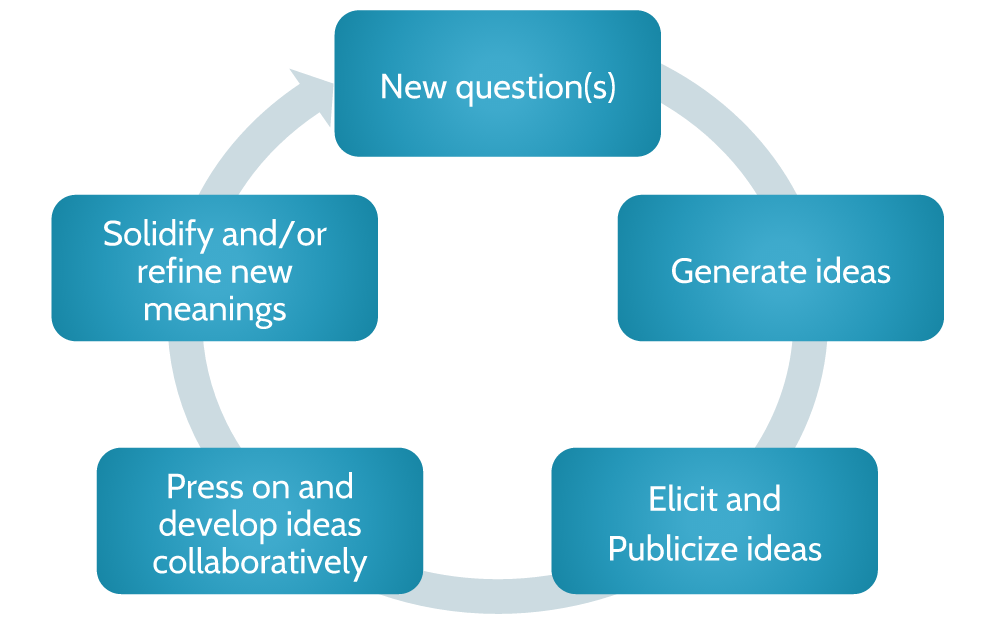 New question(s)
Generate ideas
Elicit and
Publicize ideas
Press on and
develop ideas
collaboratively
Solidify and/or
refine new
meanings